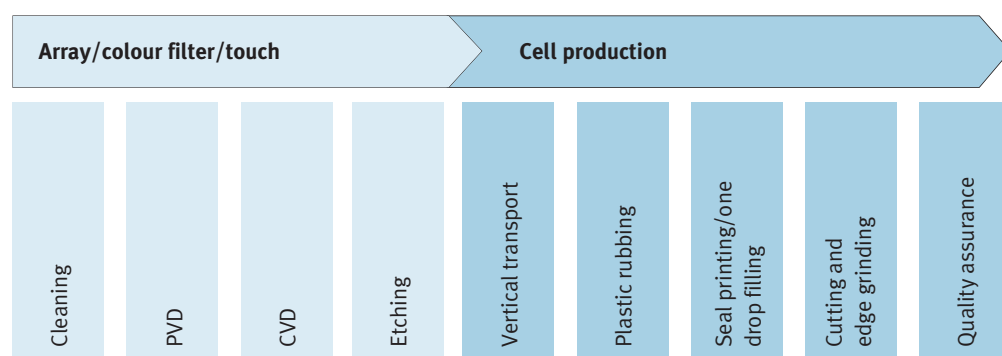 Array/colour filter/touch
Cell production
Cleaning
PVD
CVD
Etching
Vertical transport
Plastic rubbing
Seal printing/one
drop filling
Cutting and
edge grinding
Quality assurance